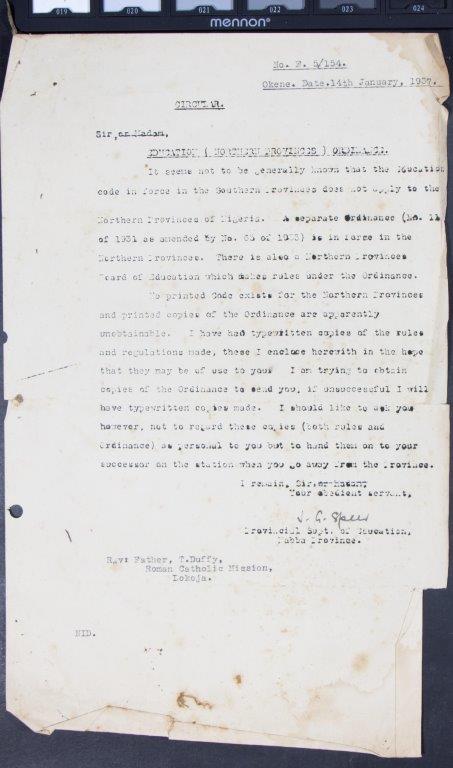 019 020 021 022 023 024
mennon
No. E. 5/154.
Okene. Date.14th January, 1937.
CIRCULAR.
Sir,or Madam,
EDUCATION ( NORTHERN PROVINCES ) ORDINANCE.
It seems not to be generally known that the Education
code in force in the Southern Provinces does not apply to the
Northern Provinces of Nigeria. A separate Ordinance (No. 11
of 1931 as amended by No. of 1933) is in force in the
Northern Provinces. There is also a Northern Provinces
Board of Education which makes rules under the Ordinance.
No printed Code exists for the Northern Provinces
and printed copies of the Ordinance are apparently
unobtainable. I have had typewritten copies of the rules
and regulations made, these I enclose herewith in the hope
that they may be of use to you. I am trying to obtain
copies of the Ordinance to send you, if unsuccessful I will
have typewritten copies made. I should like to ask you
however, not to regard these copies (both rules and
Ordinance) as personal to you but to hand them on to your
successor on the station when you go away from the Province.
I remain, Sir,or Madam,
Your obedient servant,
Provincial Supt. of Education,
Kabba Province.
Rev: Father, T.Duffy,
Roman Catholic Mission,
Lokoja.
NID.